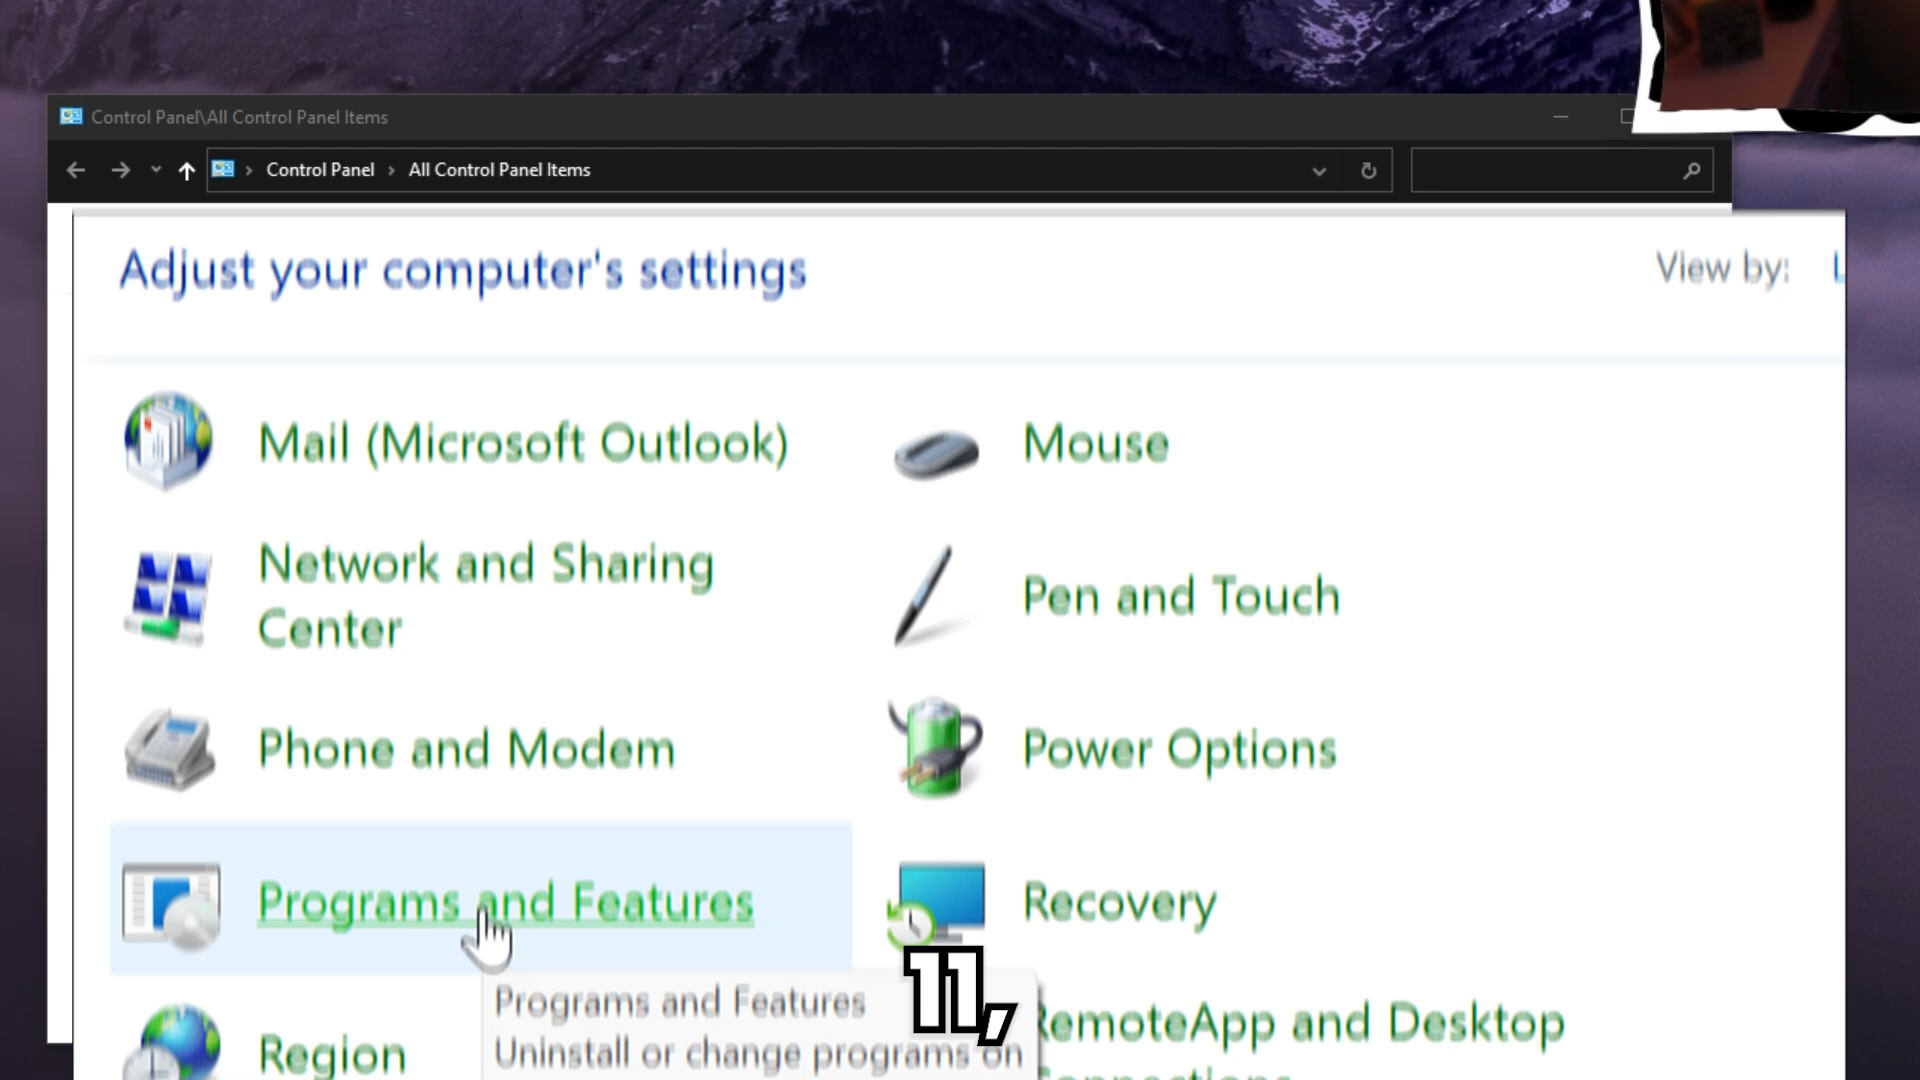 Control Panel\All Control Panel Items
Control Panel > All Control Panel Items
Adjust your computer's settings
View by:
Mail (Microsoft Outlook)
Mouse
Network and Sharing
Center
Pen and Touch
Phone and Modem
Power Options
Programs and Features
Recovery
Programs and Features
11,
RemoteApp and Desktop
Region
Uninstall or change programs on